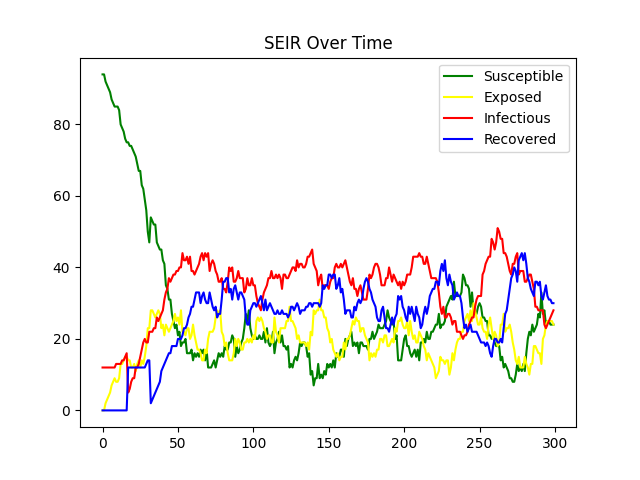 SEIR Over Time
Susceptible
Exposed
Infectious
Recovered
80
60
40
20
0
0 50 100 150 200 250 300